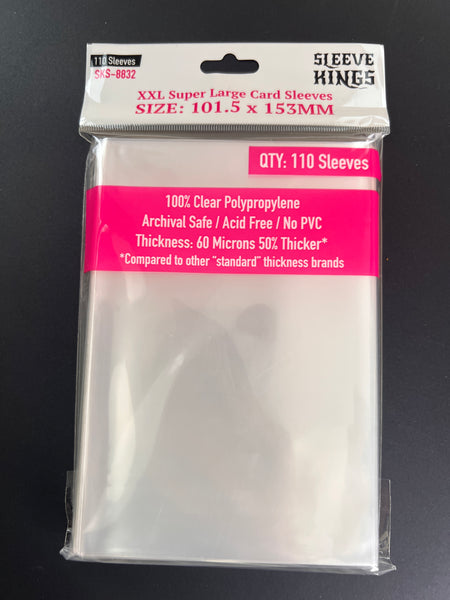 110 Sleeves
SKS-8832
SLEEVE
KINGS
XXL Super Large Card Sleeves
SIZE: 101.5 x 153MM
QTY: 110 Sleeves
100% Clear Polypropylene
Archival Safe / Acid Free / No PVC
Thickness: 60 Microns 50% Thicker*
*Compared to other “standard” thickness brands